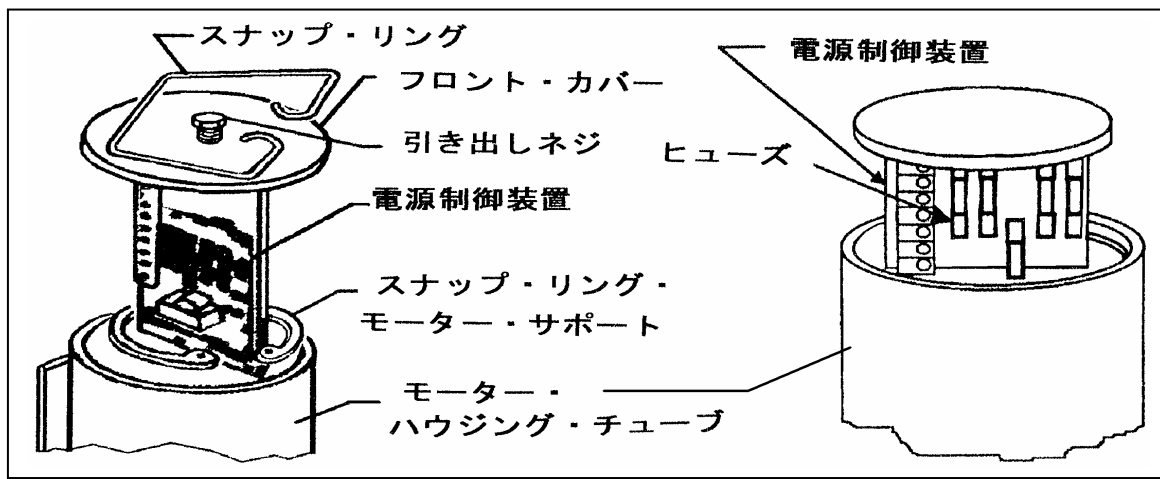 スナップ・リング
フロント・カバー
引き出しネジ
電源制御装置
スナップ・リング・
モーター・サポート
モーター・
ハウジング・チューブ
電源制御装置
ヒューズ